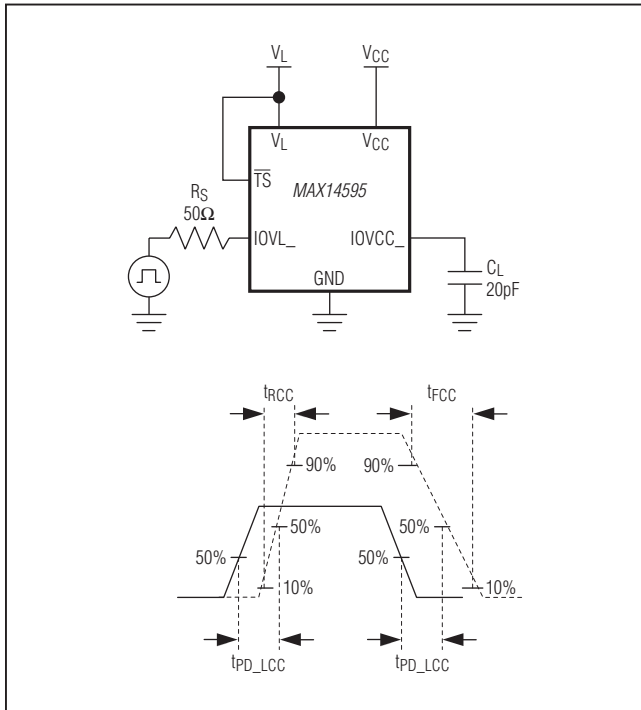 VL VCC
VL VCC
TS
MAX14595
RS
50Ω
IOVL_ IOVCC_
GND
CL
20pF
tRCC tFCC
90% 90%
50% 50%
50% 50%
10% 10%
tPD_LCC tPD_LCC